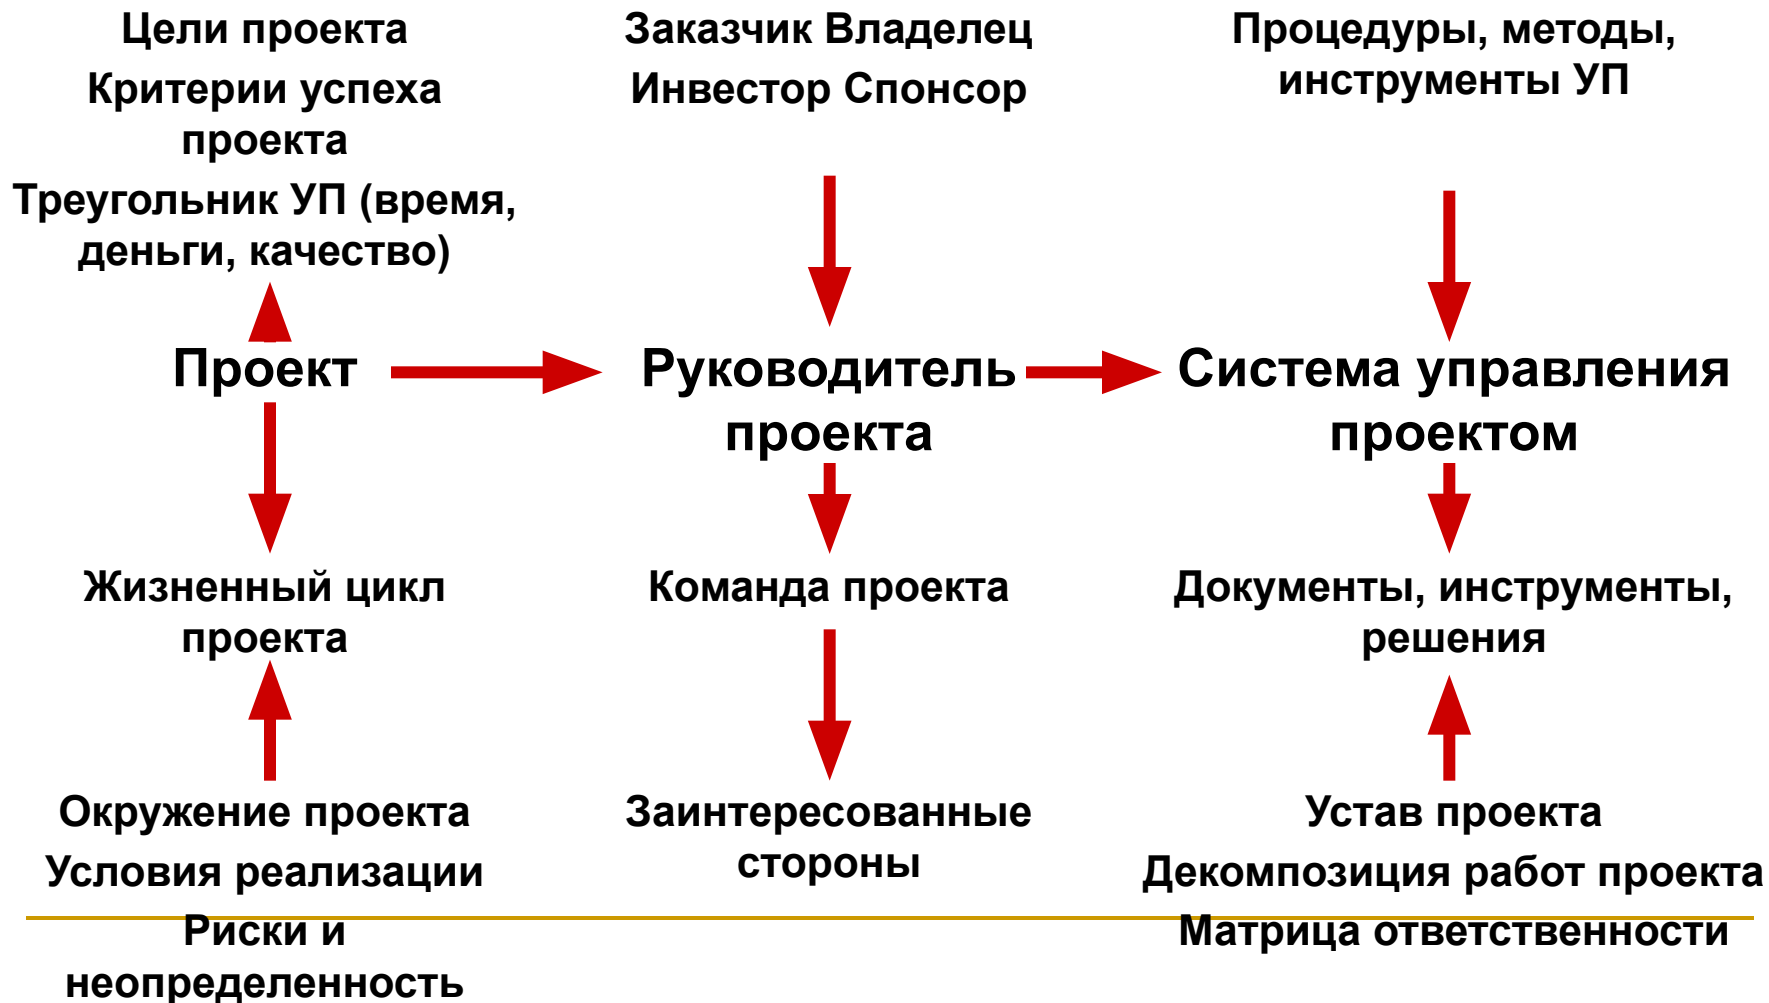 Цели проекта
Критерии успеха
проекта
Треугольник УП (время,
деньги, качество)
Заказчик Владелец
Инвестор Спонсор
Процедуры, методы,
инструменты УП
Проект
Руководитель
проекта
Система управления
проектом
Жизненный цикл
проекта
Команда проекта
Документы, инструменты,
решения
Окружение проекта
Условия реализации
Риски и
неопределенность
Заинтересованные
стороны
Устав проекта
Декомпозиция работ проекта
Матрица ответственности